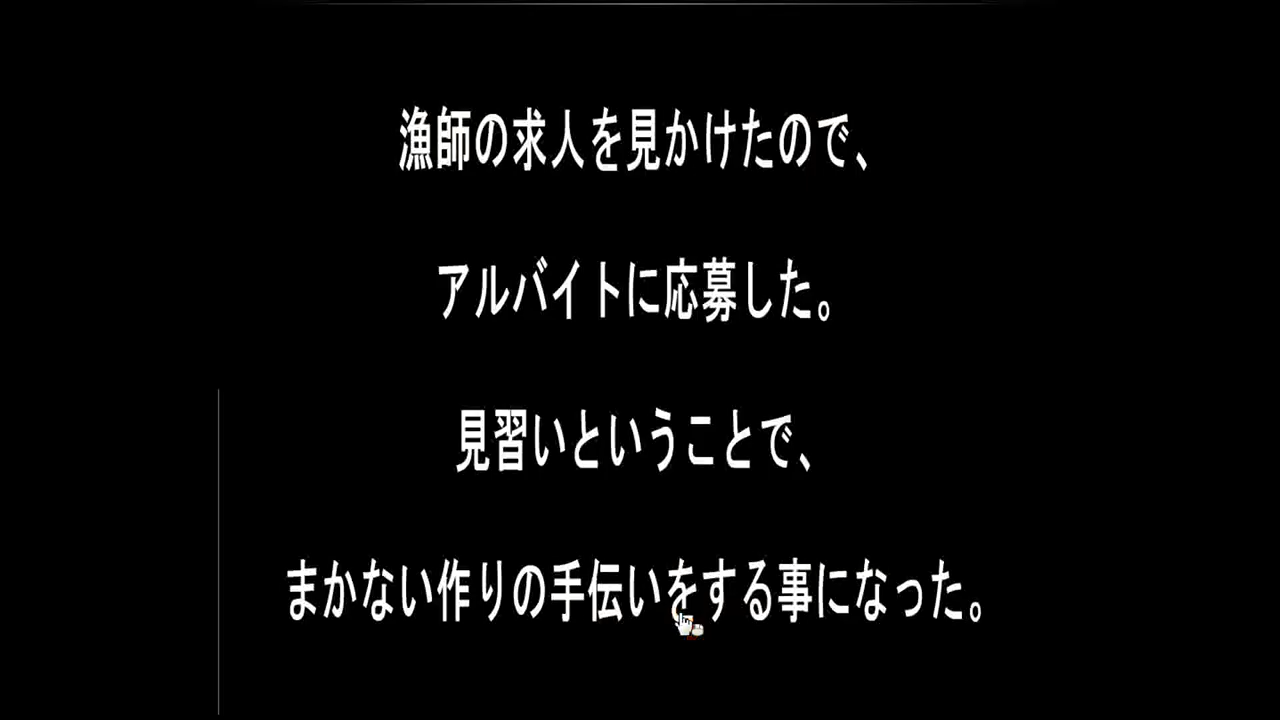 漁師の求人を見かけたので、
アルバイトに応募した。
見習いということで、
まかない作りの手伝いをする事になった。